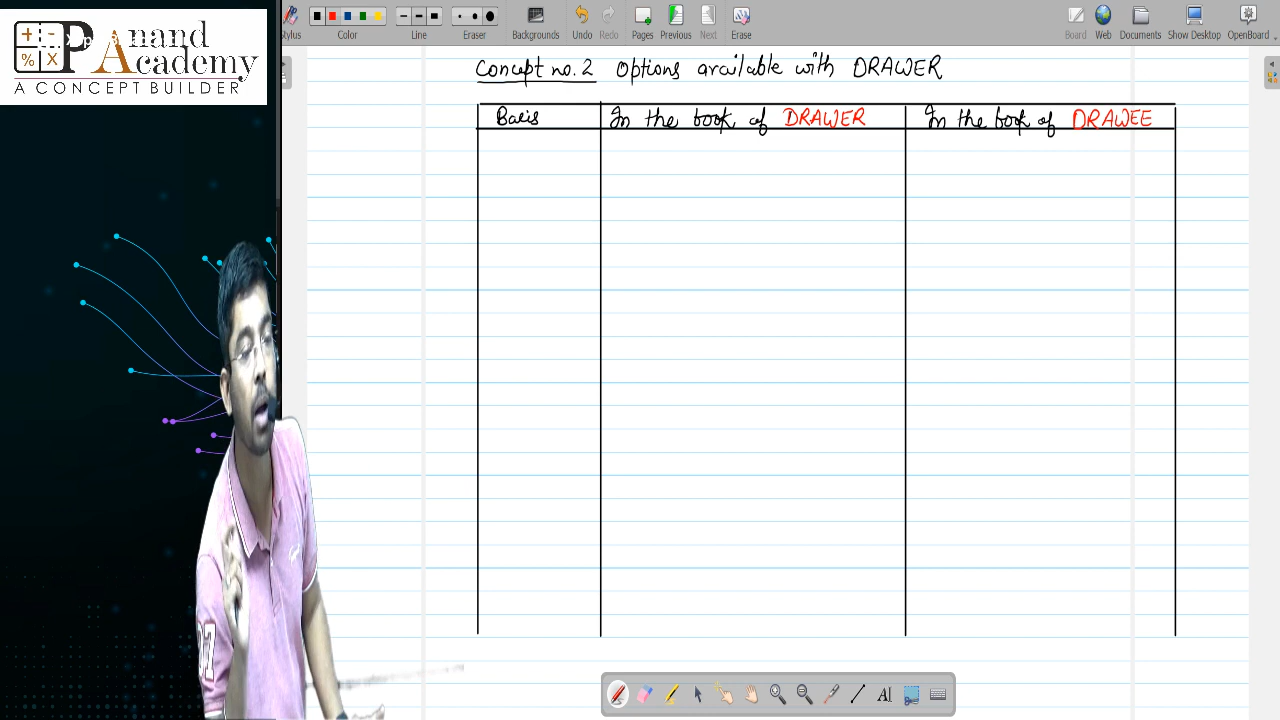 Anand
Academy
A CONCEPT BUILDER
Stylus
Color
Line
Eraser
Backgrounds
Undo
Redo
Pages
Previous
Next
Board
Web
Documents
Show Desktop
OpenBoard
Concept no. 2 Options available with DRAWER
Basis
In the book of DRAWER
In the book of DRAWEE
07